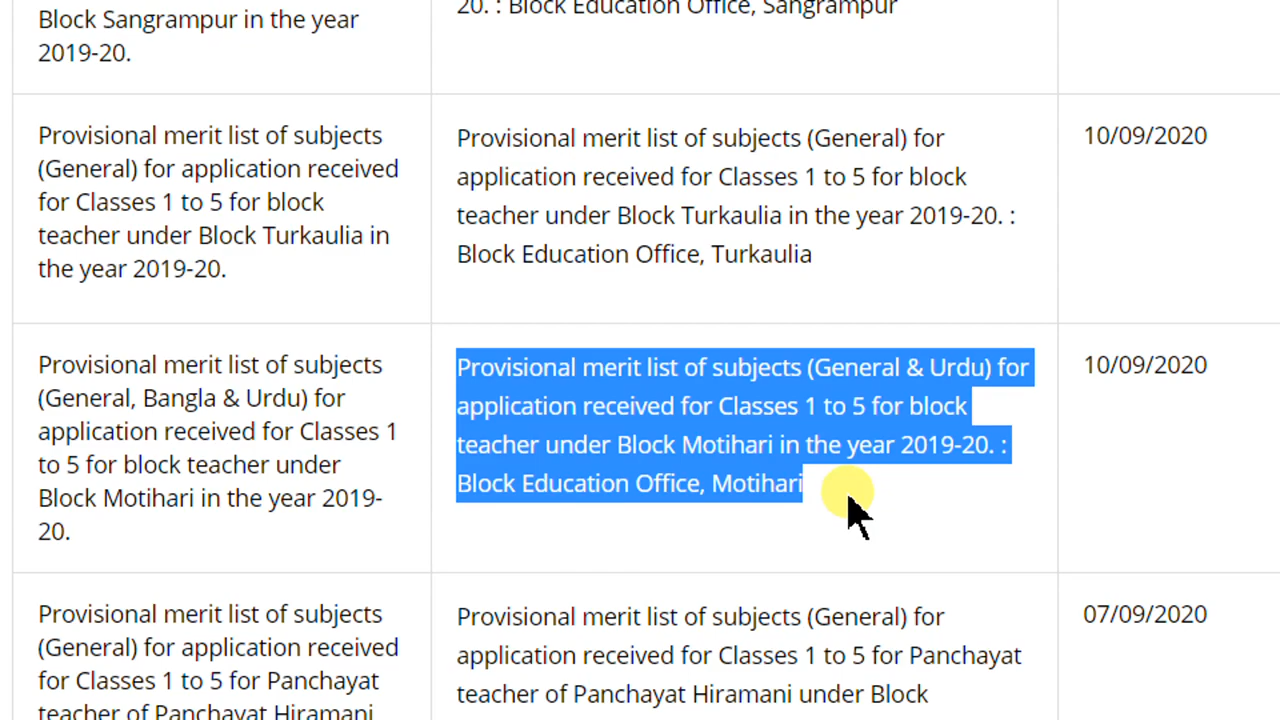 Block Sangrampur in the year
2019-20.
20. : Block Education Office, Sangrampur
Provisional merit list of subjects
(General) for application received
for Classes 1 to 5 for block
teacher under Block Turkaulia in
the year 2019-20.
Provisional merit list of subjects (General) for
application received for Classes 1 to 5 for block
teacher under Block Turkaulia in the year 2019-20. :
Block Education Office, Turkaulia
10/09/2020
Provisional merit list of subjects
(General, Bangla & Urdu) for
application received for Classes 1
to 5 for block teacher under
Block Motihari in the year 2019-
20.
Provisional merit list of subjects (General & Urdu) for
application received for Classes 1 to 5 for block
teacher under Block Motihari in the year 2019-20. :
Block Education Office, Motihari
10/09/2020
Provisional merit list of subjects
(General) for application received
for Classes 1 to 5 for Panchayat
teacher of Panchayat Hiramani
Provisional merit list of subjects (General) for
application received for Classes 1 to 5 for Panchayat
teacher of Panchayat Hiramani under Block
07/09/2020